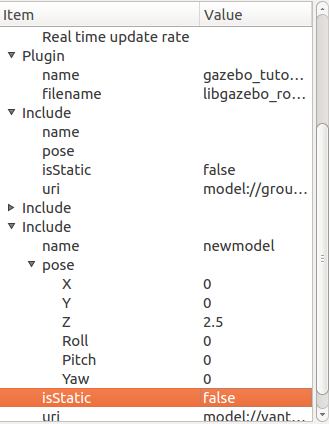 Item Value
Real time update rate
Plugin
name gazebo_tuto...
filename libgazebo_ro...
Include
name
pose
isStatic false
uri model://grou...
Include
Include
name newmodel
pose
X 0
Y 0
Z 2.5
Roll 0
Pitch 0
Yaw 0
isStatic false
uri model://vant...